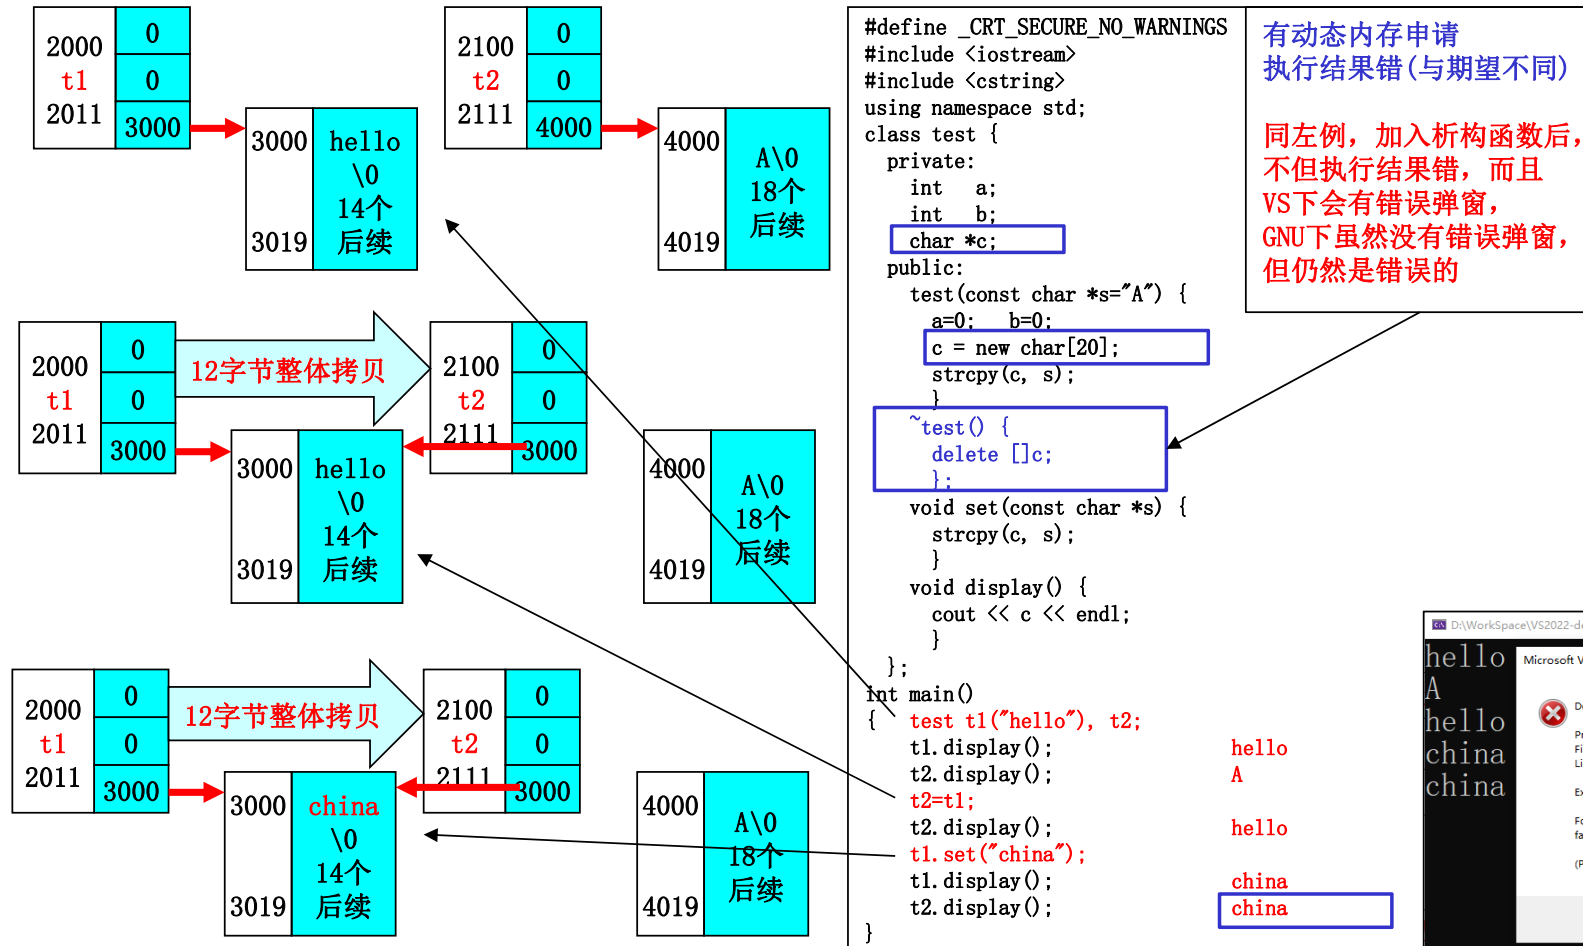 2000
t1
2011
0
0
3000
3000
3019
hello
\0
14个
后续
2100
t2
2111
0
0
4000
4000
4019
A\0
18个
后续
2000
t1
2011
0
0
3000
12字节整体拷贝
3000
3019
hello
\0
14个
后续
2100
t2
2111
0
0
3000
4000
4019
A\0
18个
后续
2000
t1
2011
0
0
3000
12字节整体拷贝
3000
3019
china
\0
14个
后续
2100
t2
2111
0
0
3000
4000
4019
A\0
18个
后续
#define _CRT_SECURE_NO_WARNINGS
#include <iostream>
#include <cstring>
using namespace std;
class test {
private:
int a;
int b;
char *c;
public:
test(const char *s="A") {
a=0; b=0;
c = new char[20];
strcpy(c, s);
}
~test() {
delete []c;
};
void set(const char *s) {
strcpy(c, s);
}
void display() {
cout << c << endl;
}
};
int main()
{ test t1("hello"), t2;
t1.display(); hello
t2.display(); A
t2=t1;
t2.display(); hello
t1.set("china");
t1.display(); china
t2.display(); china
}
有动态内存申请
执行结果错(与期望不同)
同左例，加入析构函数后，
不但执行结果错，而且
VS下会有错误弹窗，
GNU下虽然没有错误弹窗，
但仍然是错误的
hello
A
hello
china
china